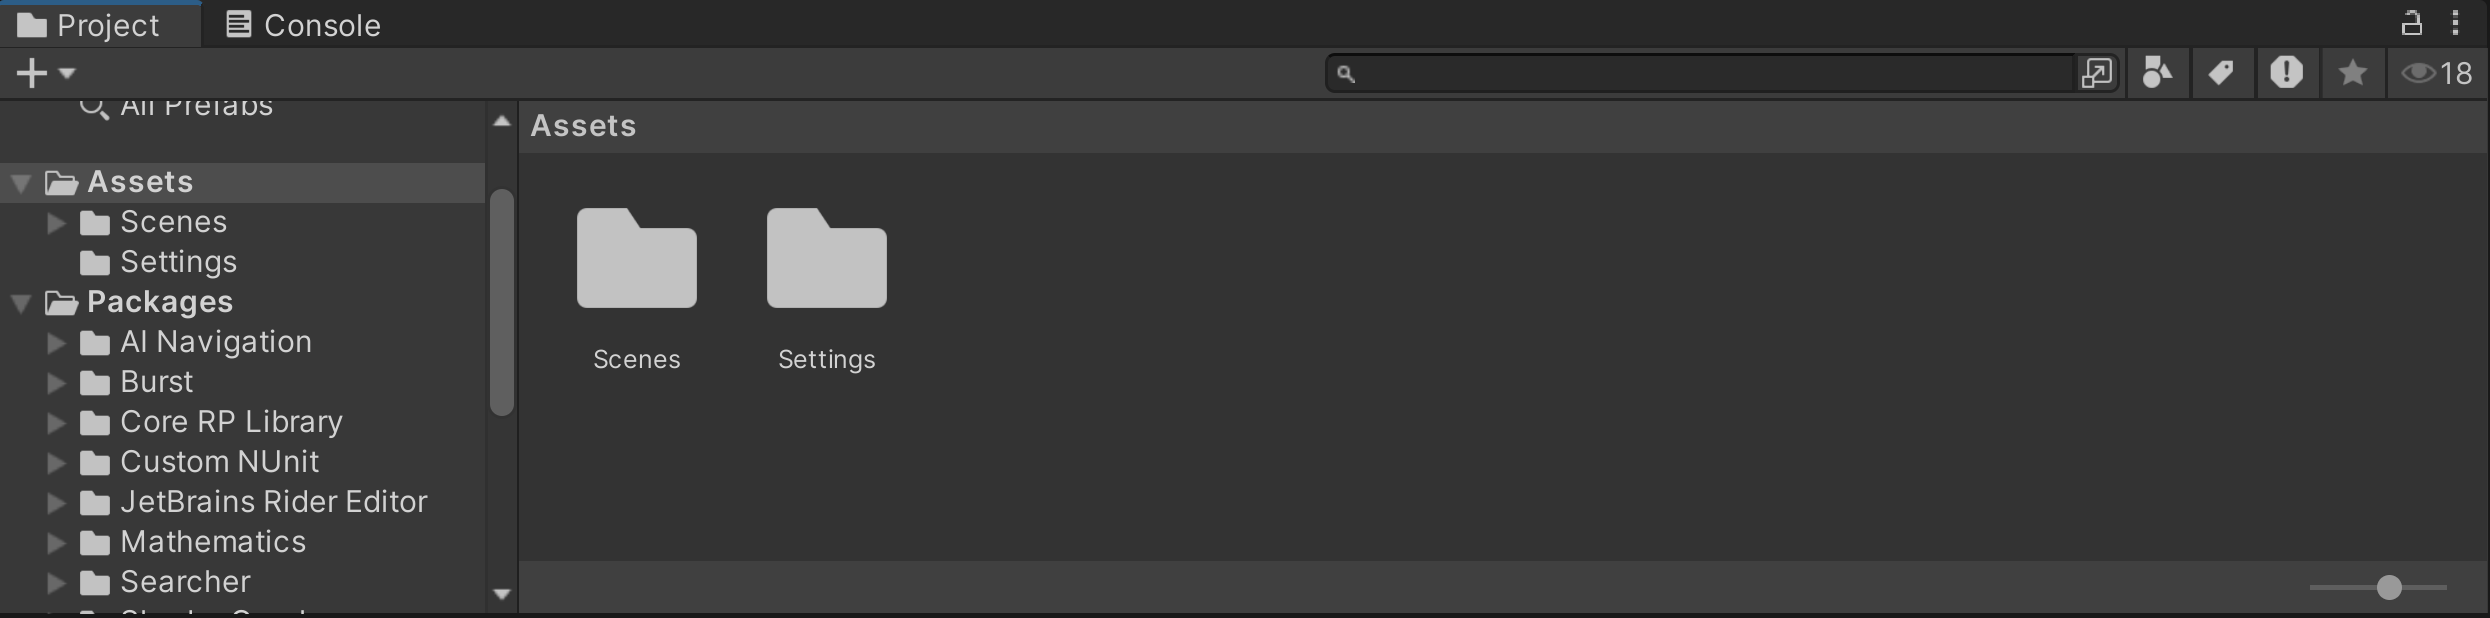 Project
Console
18
All Prefabs
Assets
Scenes
Settings
Packages
AI Navigation
Burst
Core RP Library
Custom NUnit
JetBrains Rider Editor
Mathematics
Searcher
Assets
Scenes
Settings